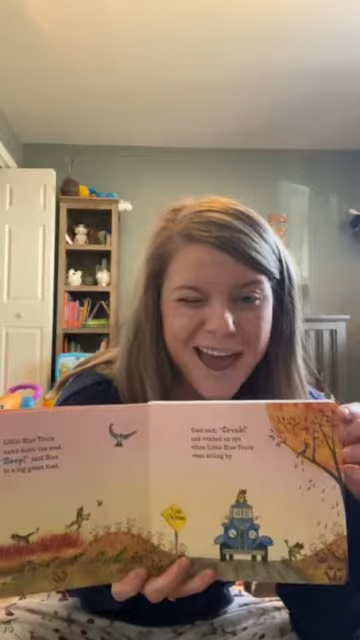 Little Blue Truck
came down the road.
"Beep!" said Blue
to a big green toad.
Toad said, "Croak!"
and winked an eye
when Little Blue Truck
went rolling by.